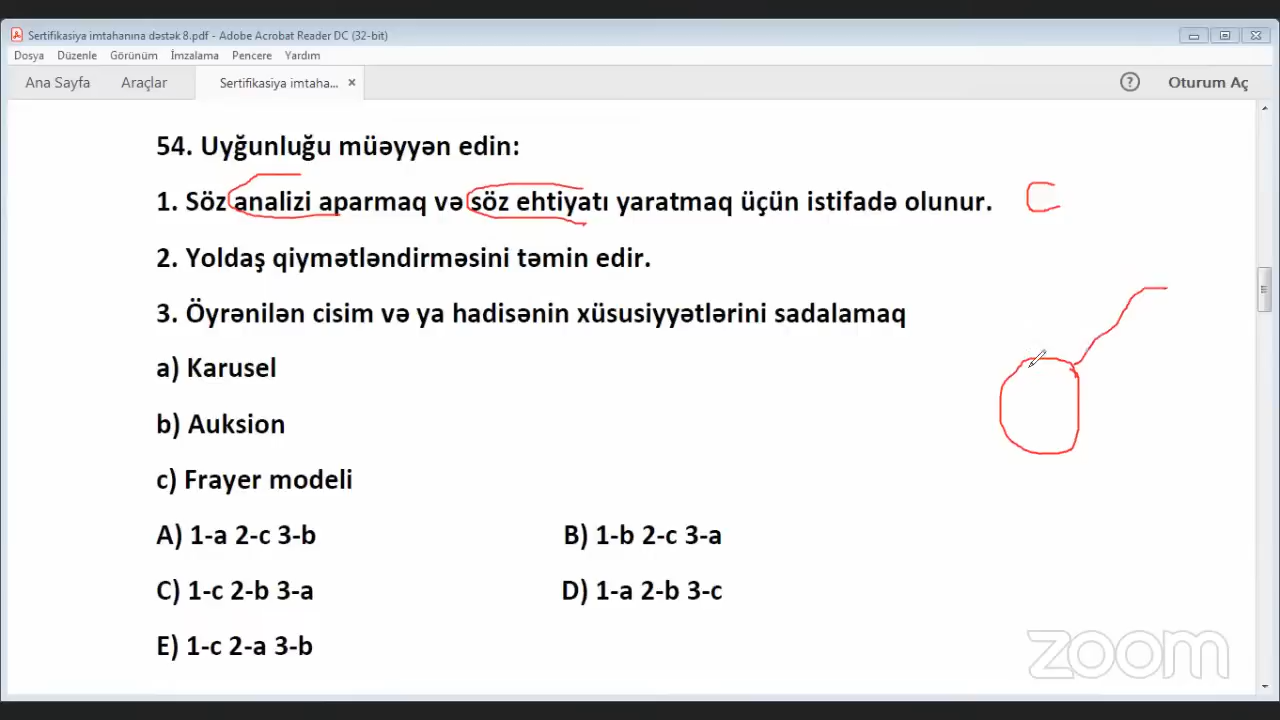 Sertifikasiya imtahanına dəstək 8.pdf - Adobe Acrobat Reader DC (32-bit)
Dosya Düzenle Görünüm İmzalama Pencere Yardım
Ana Sayfa Araçlar Sertifikasiya imtaha... × ? Oturum Aç
54. Uyğunluğu müəyyən edin:
1. Söz analizi aparmaq və söz ehtiyatı yaratmaq üçün istifadə olunur. C
2. Yoldaş qiymətləndirməsini təmin edir.
3. Öyrənilən cisim və ya hadisənin xüsusiyyətlərini sadalamaq
a) Karusel
b) Auksion
c) Frayer modeli
A) 1-a 2-c 3-b B) 1-b 2-c 3-a
C) 1-c 2-b 3-a D) 1-a 2-b 3-c
E) 1-c 2-a 3-b
zoom